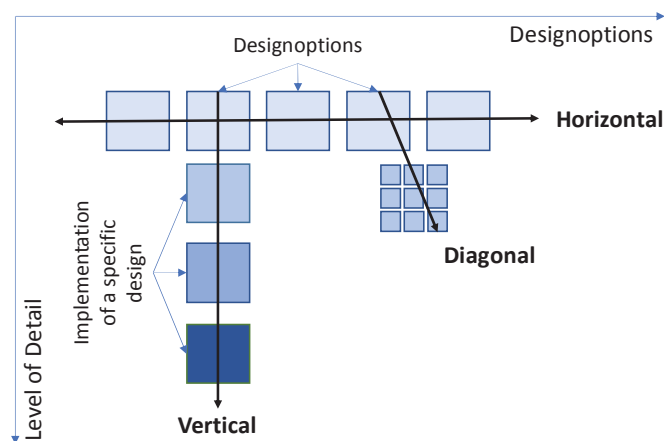 Designoptions
Designoptions
Horizontal
Diagonal
Implementation
of a specific
design
Level of Detail
Vertical